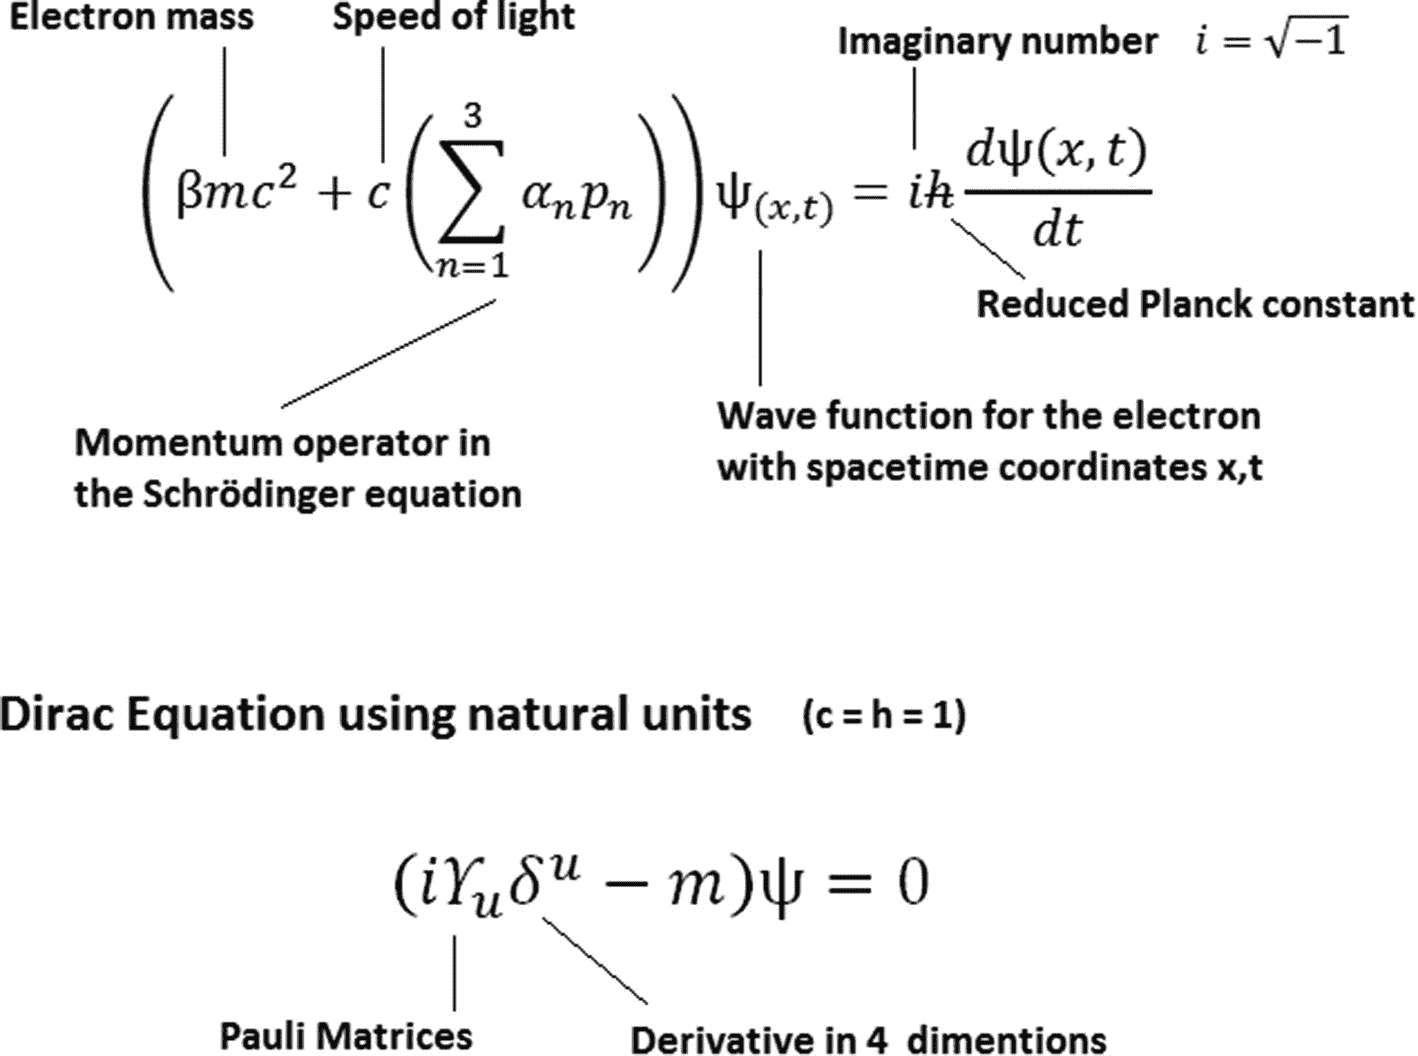 Electron mass
Speed of light
Imaginary number i = √−1
(βmc² + c(∑ₙ₌₁³ αₙpₙ))ψ₍ₓ,ₜ₎ = iħ dψ(x, t)/dt
Reduced Planck constant
Momentum operator in
the Schrödinger equation
Wave function for the electron
with spacetime coordinates x,t
Dirac Equation using natural units (c = h = 1)
(iϒᵤδᵘ − m)ψ = 0
Pauli Matrices
Derivative in 4 dimentions